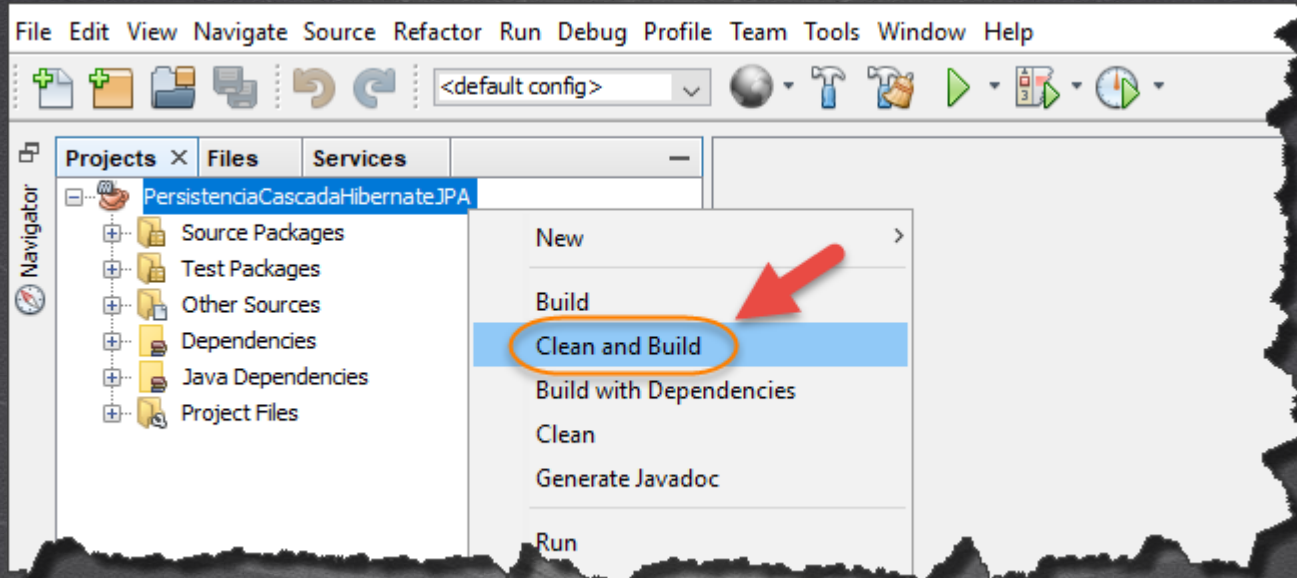 File Edit View Navigate Source Refactor Run Debug Profile Team Tools Window Help
<default config>
Projects Files Services
Navigator
PersistenciaCascadaHibernateJPA
Source Packages
Test Packages
Other Sources
Dependencies
Java Dependencies
Project Files
New
Build
Clean and Build
Build with Dependencies
Clean
Generate Javadoc
Run